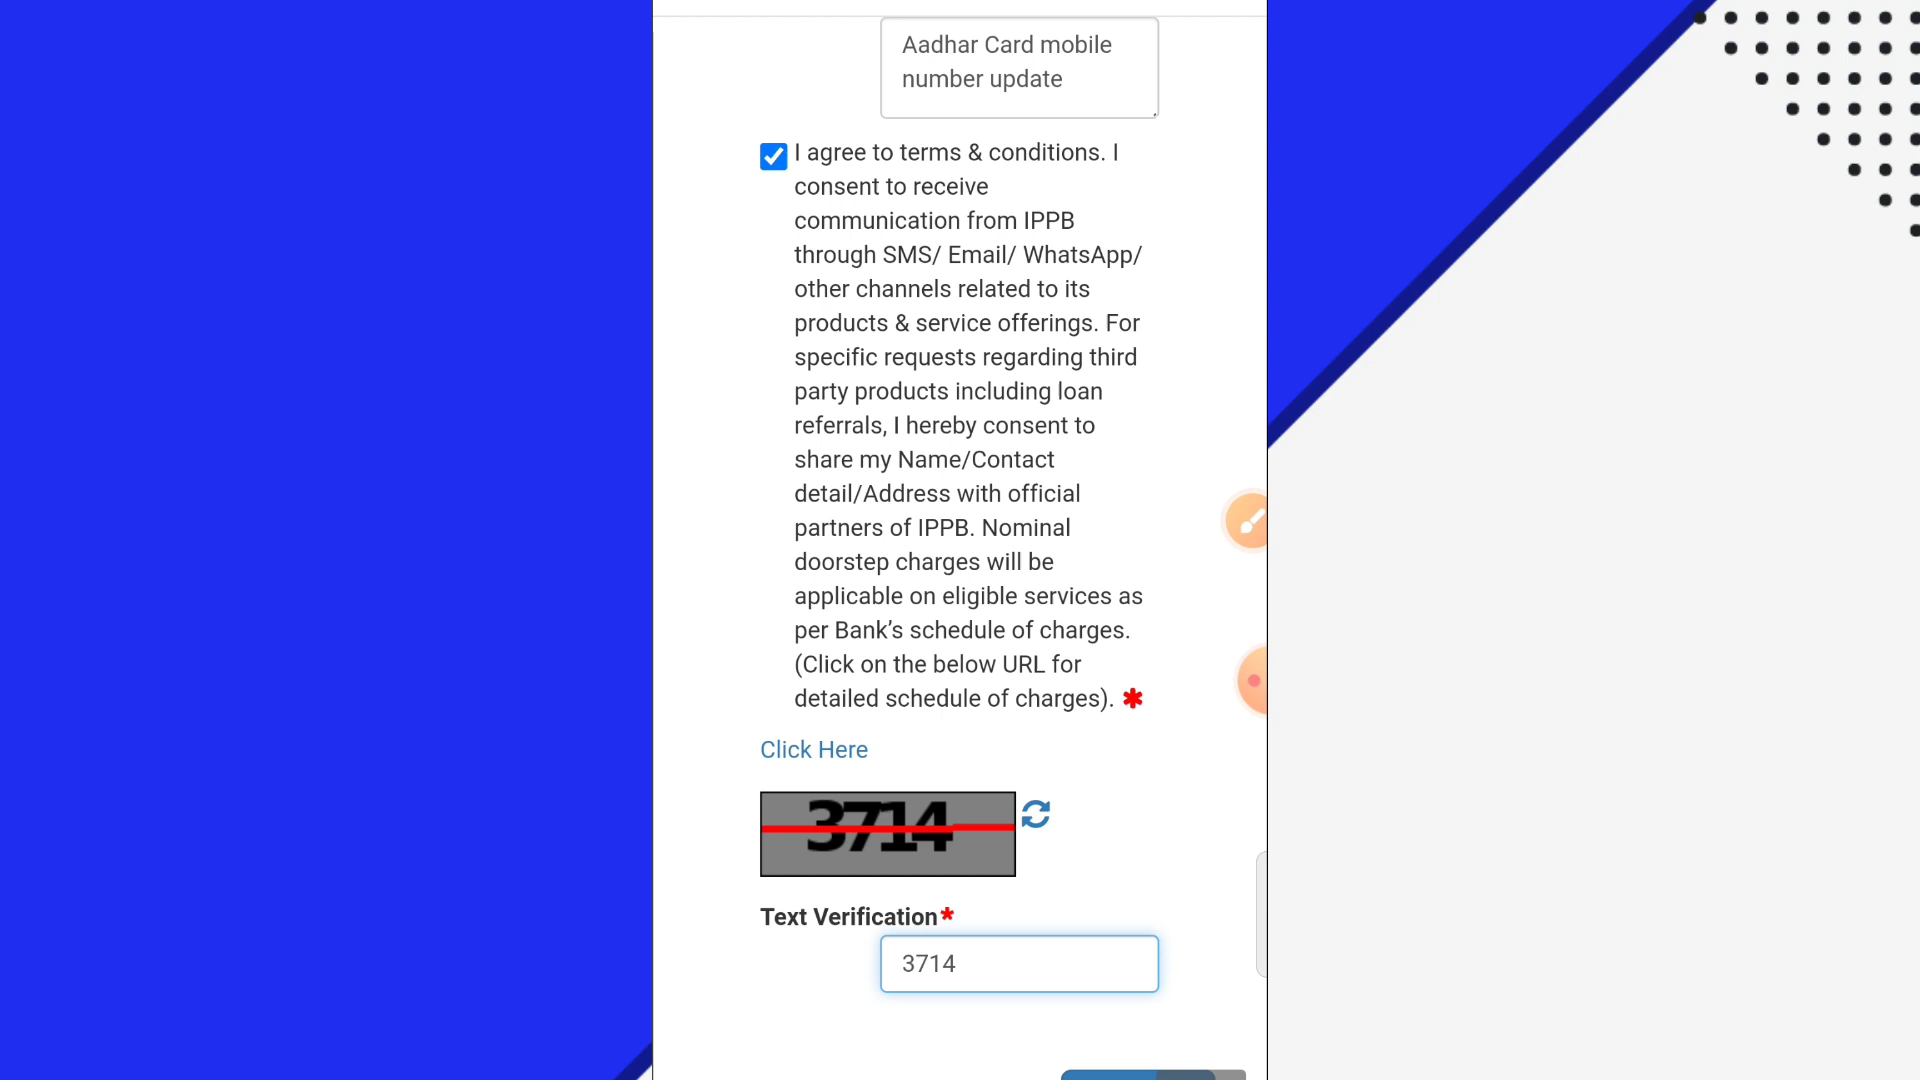 Aadhar Card mobile
number update
I agree to terms & conditions. I
consent to receive
communication from IPPB
through SMS/ Email/ WhatsApp/
other channels related to its
products & service offerings. For
specific requests regarding third
party products including loan
referrals, I hereby consent to
share my Name/Contact
detail/Address with official
partners of IPPB. Nominal
doorstep charges will be
applicable on eligible services as
per Bank’s schedule of charges.
(Click on the below URL for
detailed schedule of charges). *
Click Here
3714
Text Verification*
3714